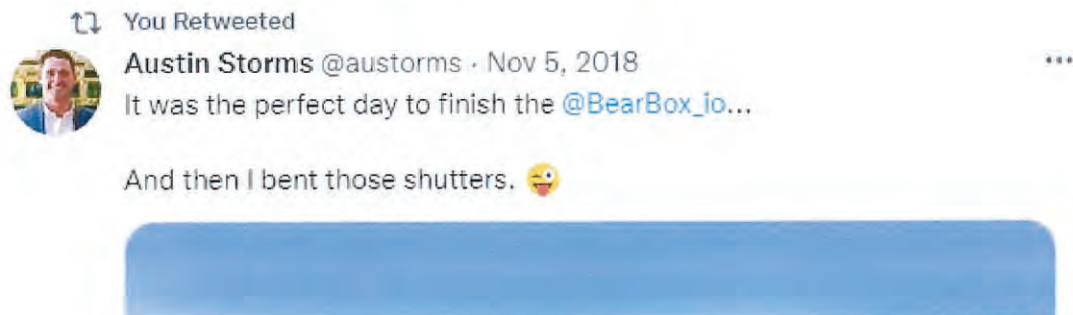 You Retweeted
Austin Storms @austorms · Nov 5, 2018
It was the perfect day to finish the @BearBox_io...
And then I bent those shutters. 😜